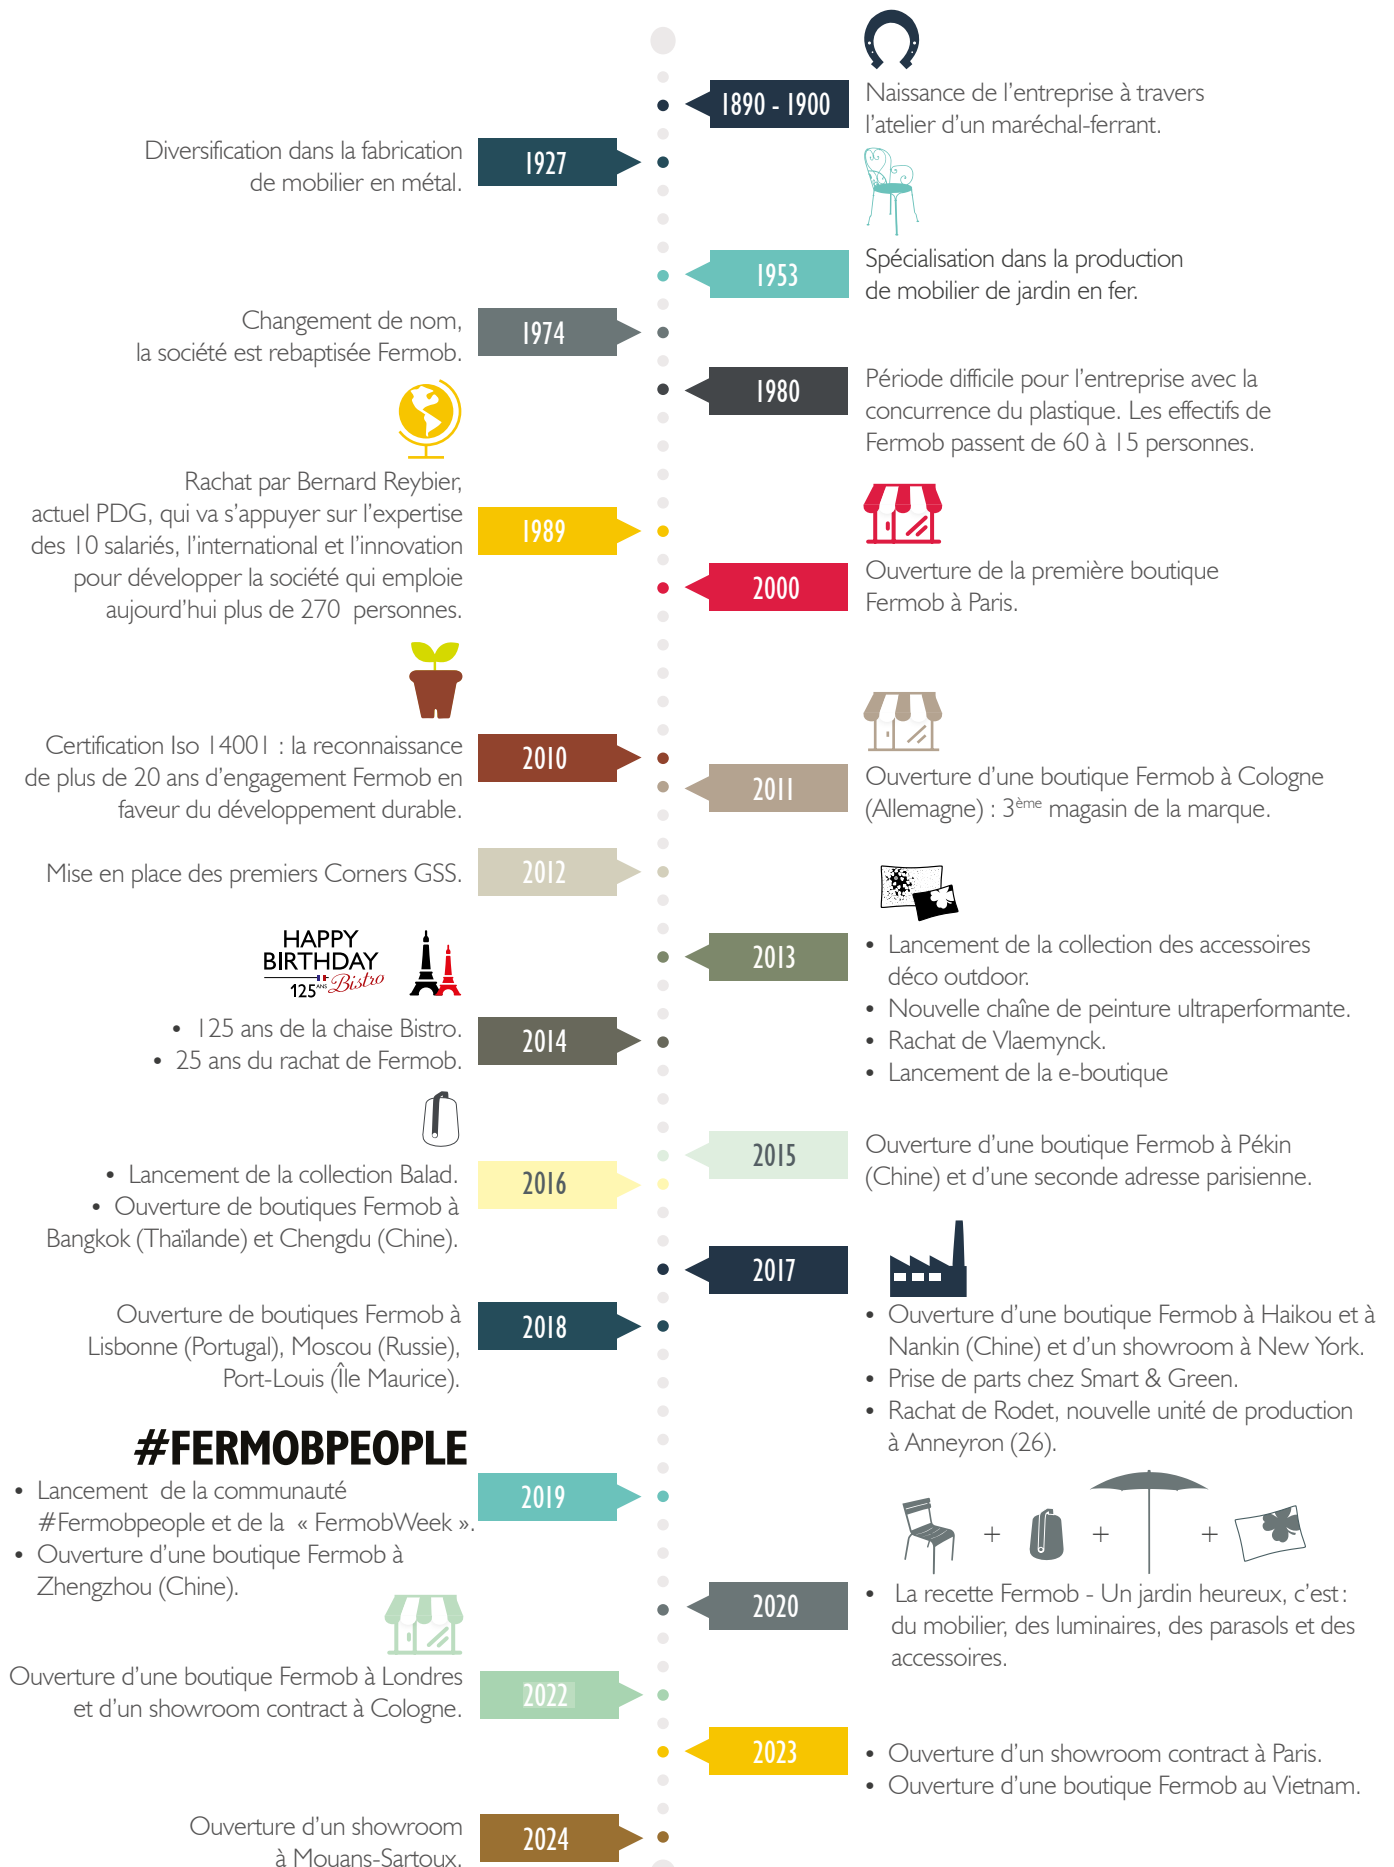 1890 - 1900
Naissance de l’entreprise à travers
l’atelier d’un maréchal-ferrant.
Diversification dans la fabrication
de mobilier en métal.
1927
1953
Spécialisation dans la production
de mobilier de jardin en fer.
Changement de nom,
la société est rebaptisée Fermob.
1974
1980
Période difficile pour l’entreprise avec la
concurrence du plastique. Les effectifs de
Fermob passent de 60 à 15 personnes.
Rachat par Bernard Reybier,
actuel PDG, qui va s’appuyer sur l’expertise
des 10 salariés, l’international et l’innovation
pour développer la société qui emploie
aujourd’hui plus de 270 personnes.
1989
2000
Ouverture de la première boutique
Fermob à Paris.
Certification Iso 14001 : la reconnaissance
de plus de 20 ans d’engagement Fermob en
faveur du développement durable.
2010
2011
Ouverture d’une boutique Fermob à Cologne
(Allemagne) : 3ème magasin de la marque.
Mise en place des premiers Corners GSS.
2012
2013
• Lancement de la collection des accessoires
déco outdoor.
• Nouvelle chaîne de peinture ultraperformante.
• Rachat de Vlaemynck.
• Lancement de la e-boutique
HAPPY
BIRTHDAY
125 ANS Bistro
• 125 ans de la chaise Bistro.
• 25 ans du rachat de Fermob.
2014
2015
Ouverture d’une boutique Fermob à Pékin
(Chine) et d’une seconde adresse parisienne.
• Lancement de la collection Balad.
• Ouverture de boutiques Fermob à
Bangkok (Thaïlande) et Chengdu (Chine).
2016
2017
• Ouverture d’une boutique Fermob à Haikou et à
Nankin (Chine) et d’un showroom à New York.
• Prise de parts chez Smart & Green.
• Rachat de Rodet, nouvelle unité de production
à Anneyron (26).
Ouverture de boutiques Fermob à
Lisbonne (Portugal), Moscou (Russie),
Port-Louis (Île Maurice).
2018
#FERMOBPEOPLE
• Lancement de la communauté
#Fermobpeople et de la « FermobWeek ».
• Ouverture d’une boutique Fermob à
Zhengzhou (Chine).
2019
+ + +
2020
• La recette Fermob - Un jardin heureux, c’est :
du mobilier, des luminaires, des parasols et des
accessoires.
Ouverture d’une boutique Fermob à Londres
et d’un showroom contract à Cologne.
2022
2023
• Ouverture d’un showroom contract à Paris.
• Ouverture d’une boutique Fermob au Vietnam.
Ouverture d’un showroom
à Mouans-Sartoux.
2024